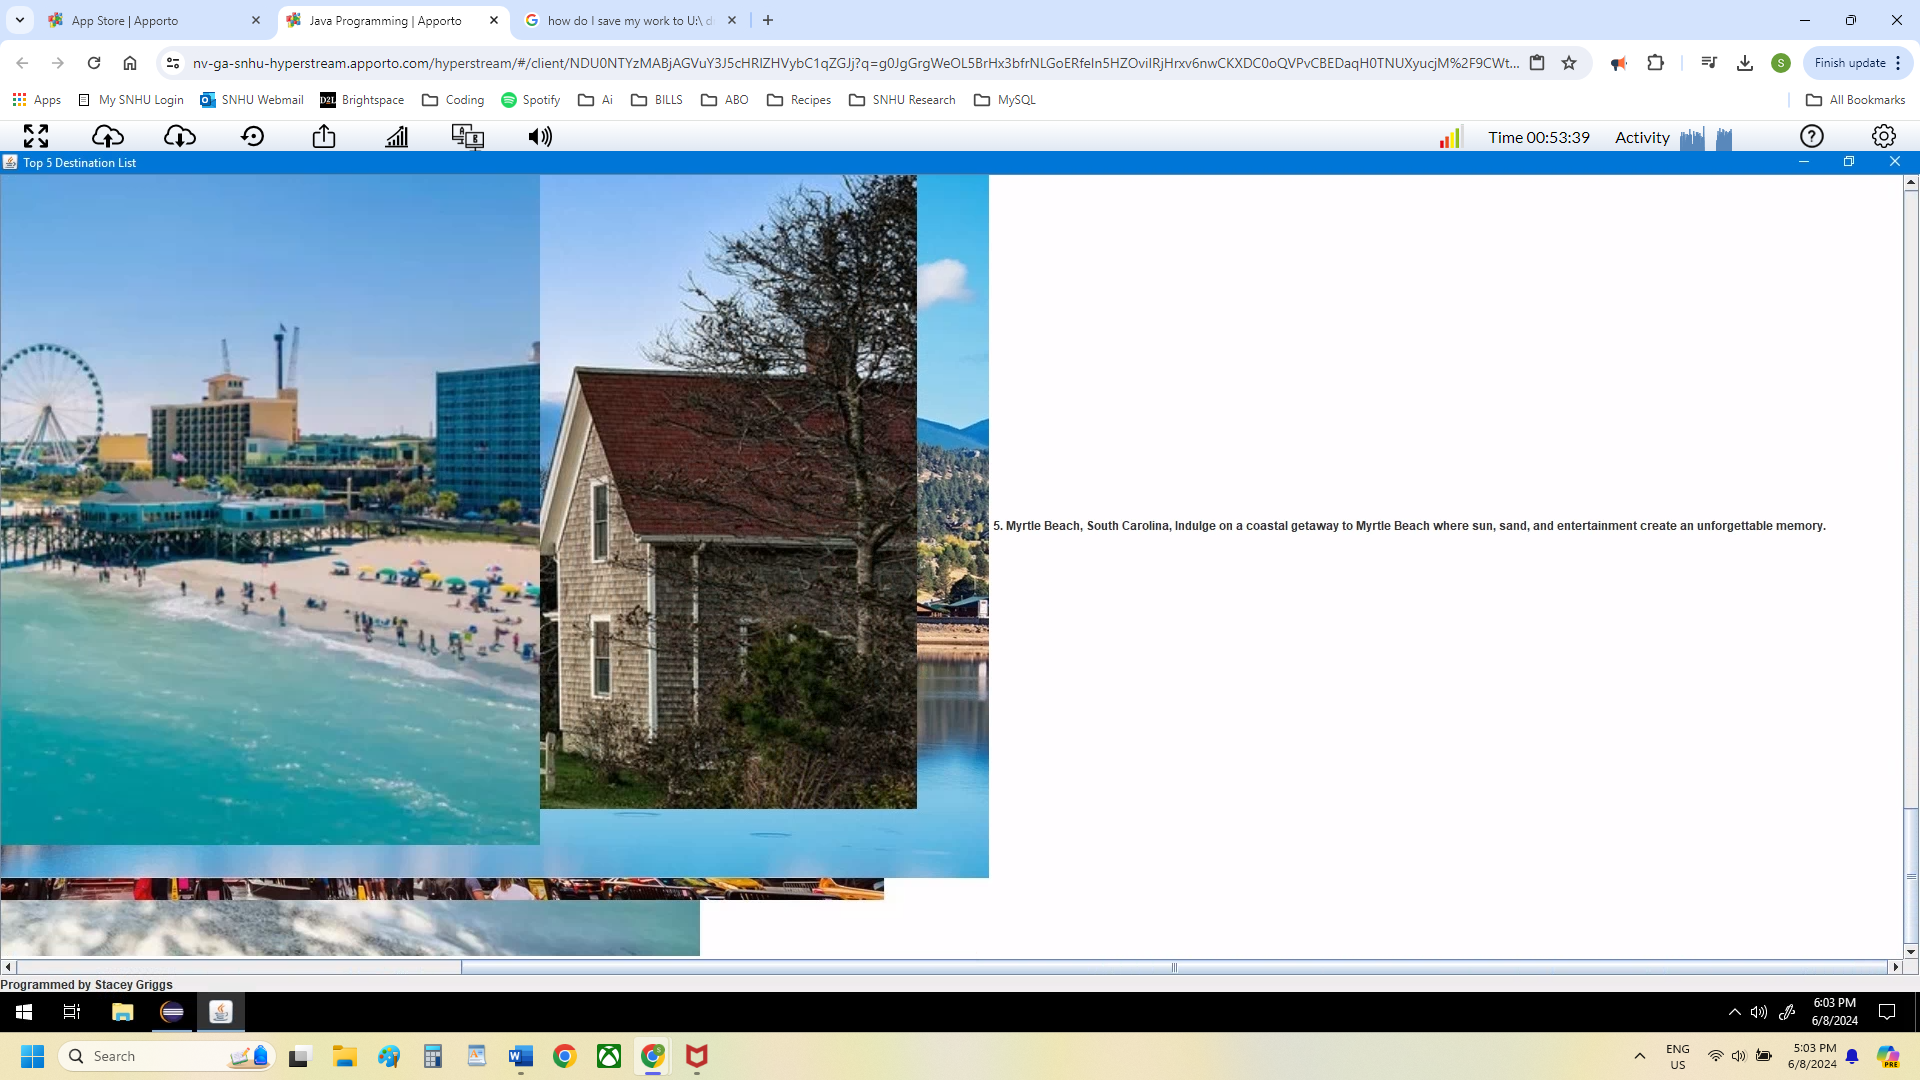 App Store | Apporto
Java Programming | Apporto
how do I save my work to U:\ d
nv-ga-snhu-hyperstream.apporto.com/hyperstream/#/client/NDU0NTYzMABjAGVuY3J5cHRlZHVybC1qZGJj?q=g0JgGrgWeOL5BrHx3bfrNLGoERfeIn5HZOvilRjHrxv6nwCKXDC0oQVPvCBEDaqH0TNUXyucjM%2F9CWt...
Finish update
Apps My SNHU Login SNHU Webmail Brightspace Coding Spotify Ai BILLS ABO Recipes SNHU Research MySQL All Bookmarks
Time 00:53:39 Activity
Top 5 Destination List
5. Myrtle Beach, South Carolina, Indulge on a coastal getaway to Myrtle Beach where sun, sand, and entertainment create an unforgettable memory.
Programmed by Stacey Griggs
6:03 PM
6/8/2024
Search
ENG
US
5:03 PM
6/8/2024